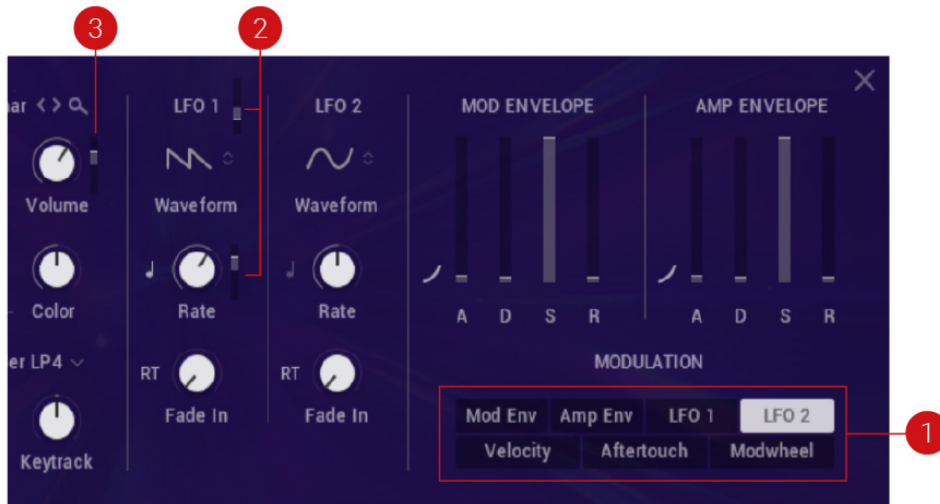 3
2
nar
LFO 1
LFO 2
MOD ENVELOPE
AMP ENVELOPE
Volume
Waveform
Waveform
Color
Rate
Rate
A D S R
A D S R
er LP4
MODULATION
RT
RT
Fade In
Fade In
Mod Env Amp Env LFO 1 LFO 2
Velocity Aftertouch Modwheel
1
Keytrack